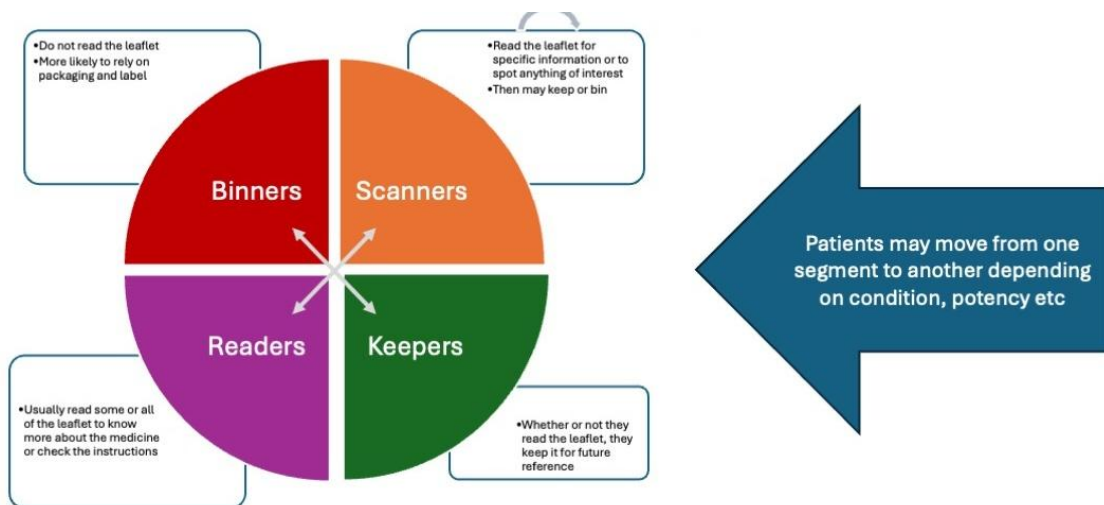 •Do not read the leaflet
•More likely to rely on
packaging and label
•Read the leaflet for
specific information or to
spot anything of interest
•Then may keep or bin
Binners
Scanners
Readers
Keepers
•Usually read some or all
of the leaflet to know
more about the medicine
or check the instructions
•Whether or not they
read the leaflet, they
keep it for future
reference
Patients may move from one
segment to another depending
on condition, potency etc